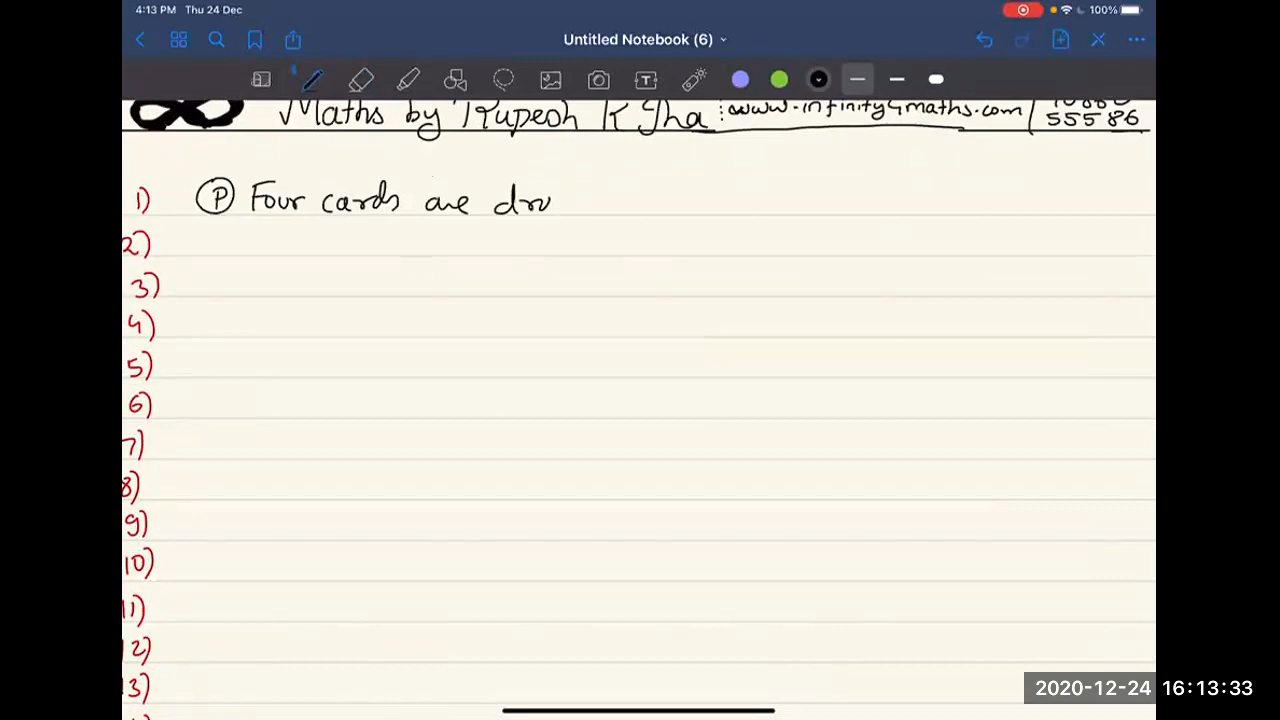 4:13 PM Thu 24 Dec
100%
Untitled Notebook (6)
T
Maths by Rupesh K Jha
www.infinity4maths.com
55586
1) P Four cards are dra
2)
3)
4)
5)
6)
7)
8)
9)
10)
11)
12)
13)
2020-12-24 16:13:33